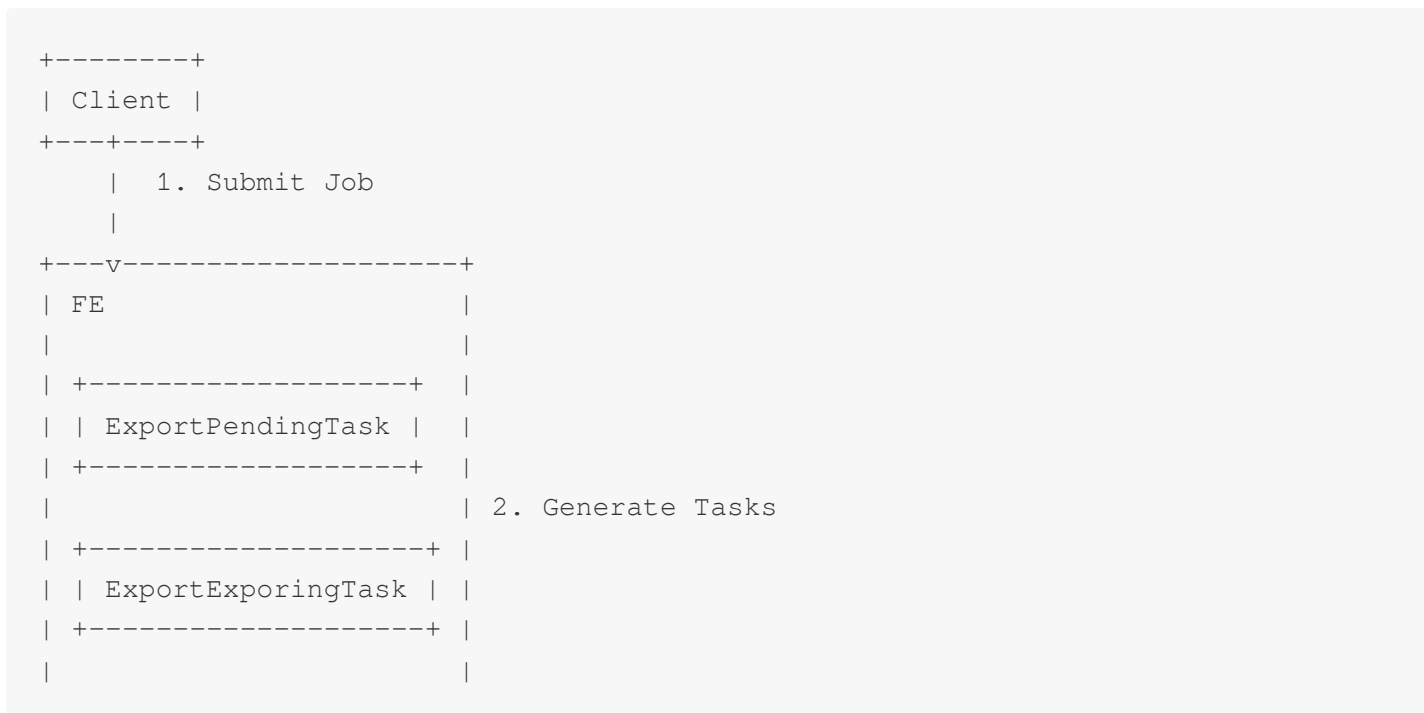 +--------+
| Client |
+---+----+
    |  1. Submit Job
    |
+---v--------------------+
| FE                     |
|                        |
| +-------------------+  |
| | ExportPendingTask |  |
| +-------------------+  |
|                        | 2. Generate Tasks
| +--------------------+ |
| | ExportExporingTask | |
| +--------------------+ |
|                        |